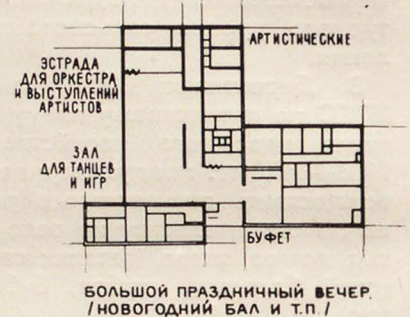 АРТИСТИЧЕСКИЕ
ЭСТРАДА
ДЛЯ ОРКЕСТРА
И ВЫСТУПЛЕНИЙ
АРТИСТОВ
ЗАЛ
ДЛЯ ТАНЦЕВ
И ИГР
БУФЕТ
БОЛЬШОЙ ПРАЗДНИЧНЫЙ ВЕЧЕР
/НОВОГОДНИЙ БАЛ И Т.П./